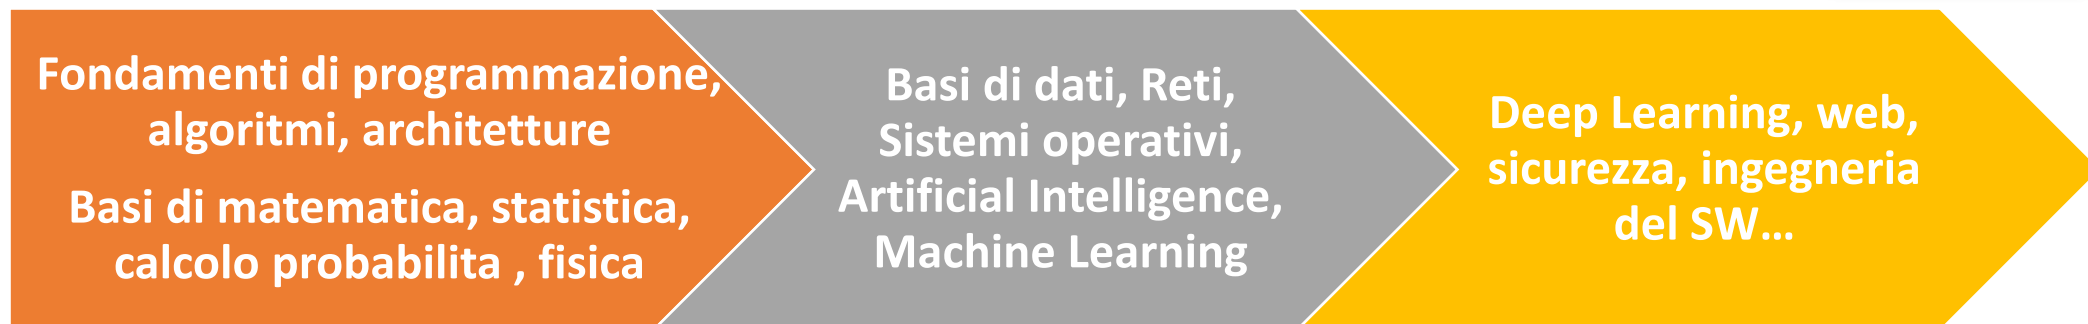 Fondamenti di programmazione,
algoritmi, architetture
Basi di matematica, statistica,
calcolo probabilita , fisica
Basi di dati, Reti,
Sistemi operativi,
Artificial Intelligence,
Machine Learning
Deep Learning, web,
sicurezza, ingegneria
del SW...